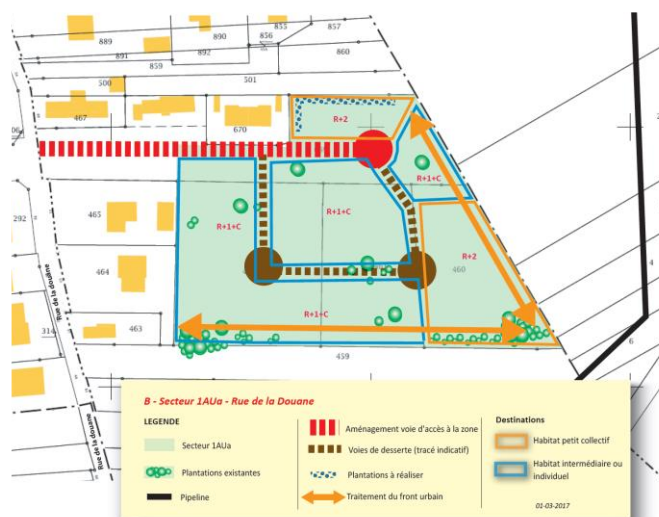 855
857
889
890
856
892
891
859
860
500
501
467
670
R+2
R+1+C
465
R+1+C
R+1+C
292
464
460
R+2
Rue de la douâne
R+1+C
314
463
459
6
Rue de la douane
B - Secteur 1AUa - Rue de la Douane
LEGENDE
Secteur 1AUa
Plantations existantes
Pipeline
Aménagement voie d'accès à la zone
Voies de desserte (tracé indicatif)
Plantations à réaliser
Traitement du front urbain
Destinations
Habitat petit collectif
Habitat intermédiaire ou
individuel
01-03-2017